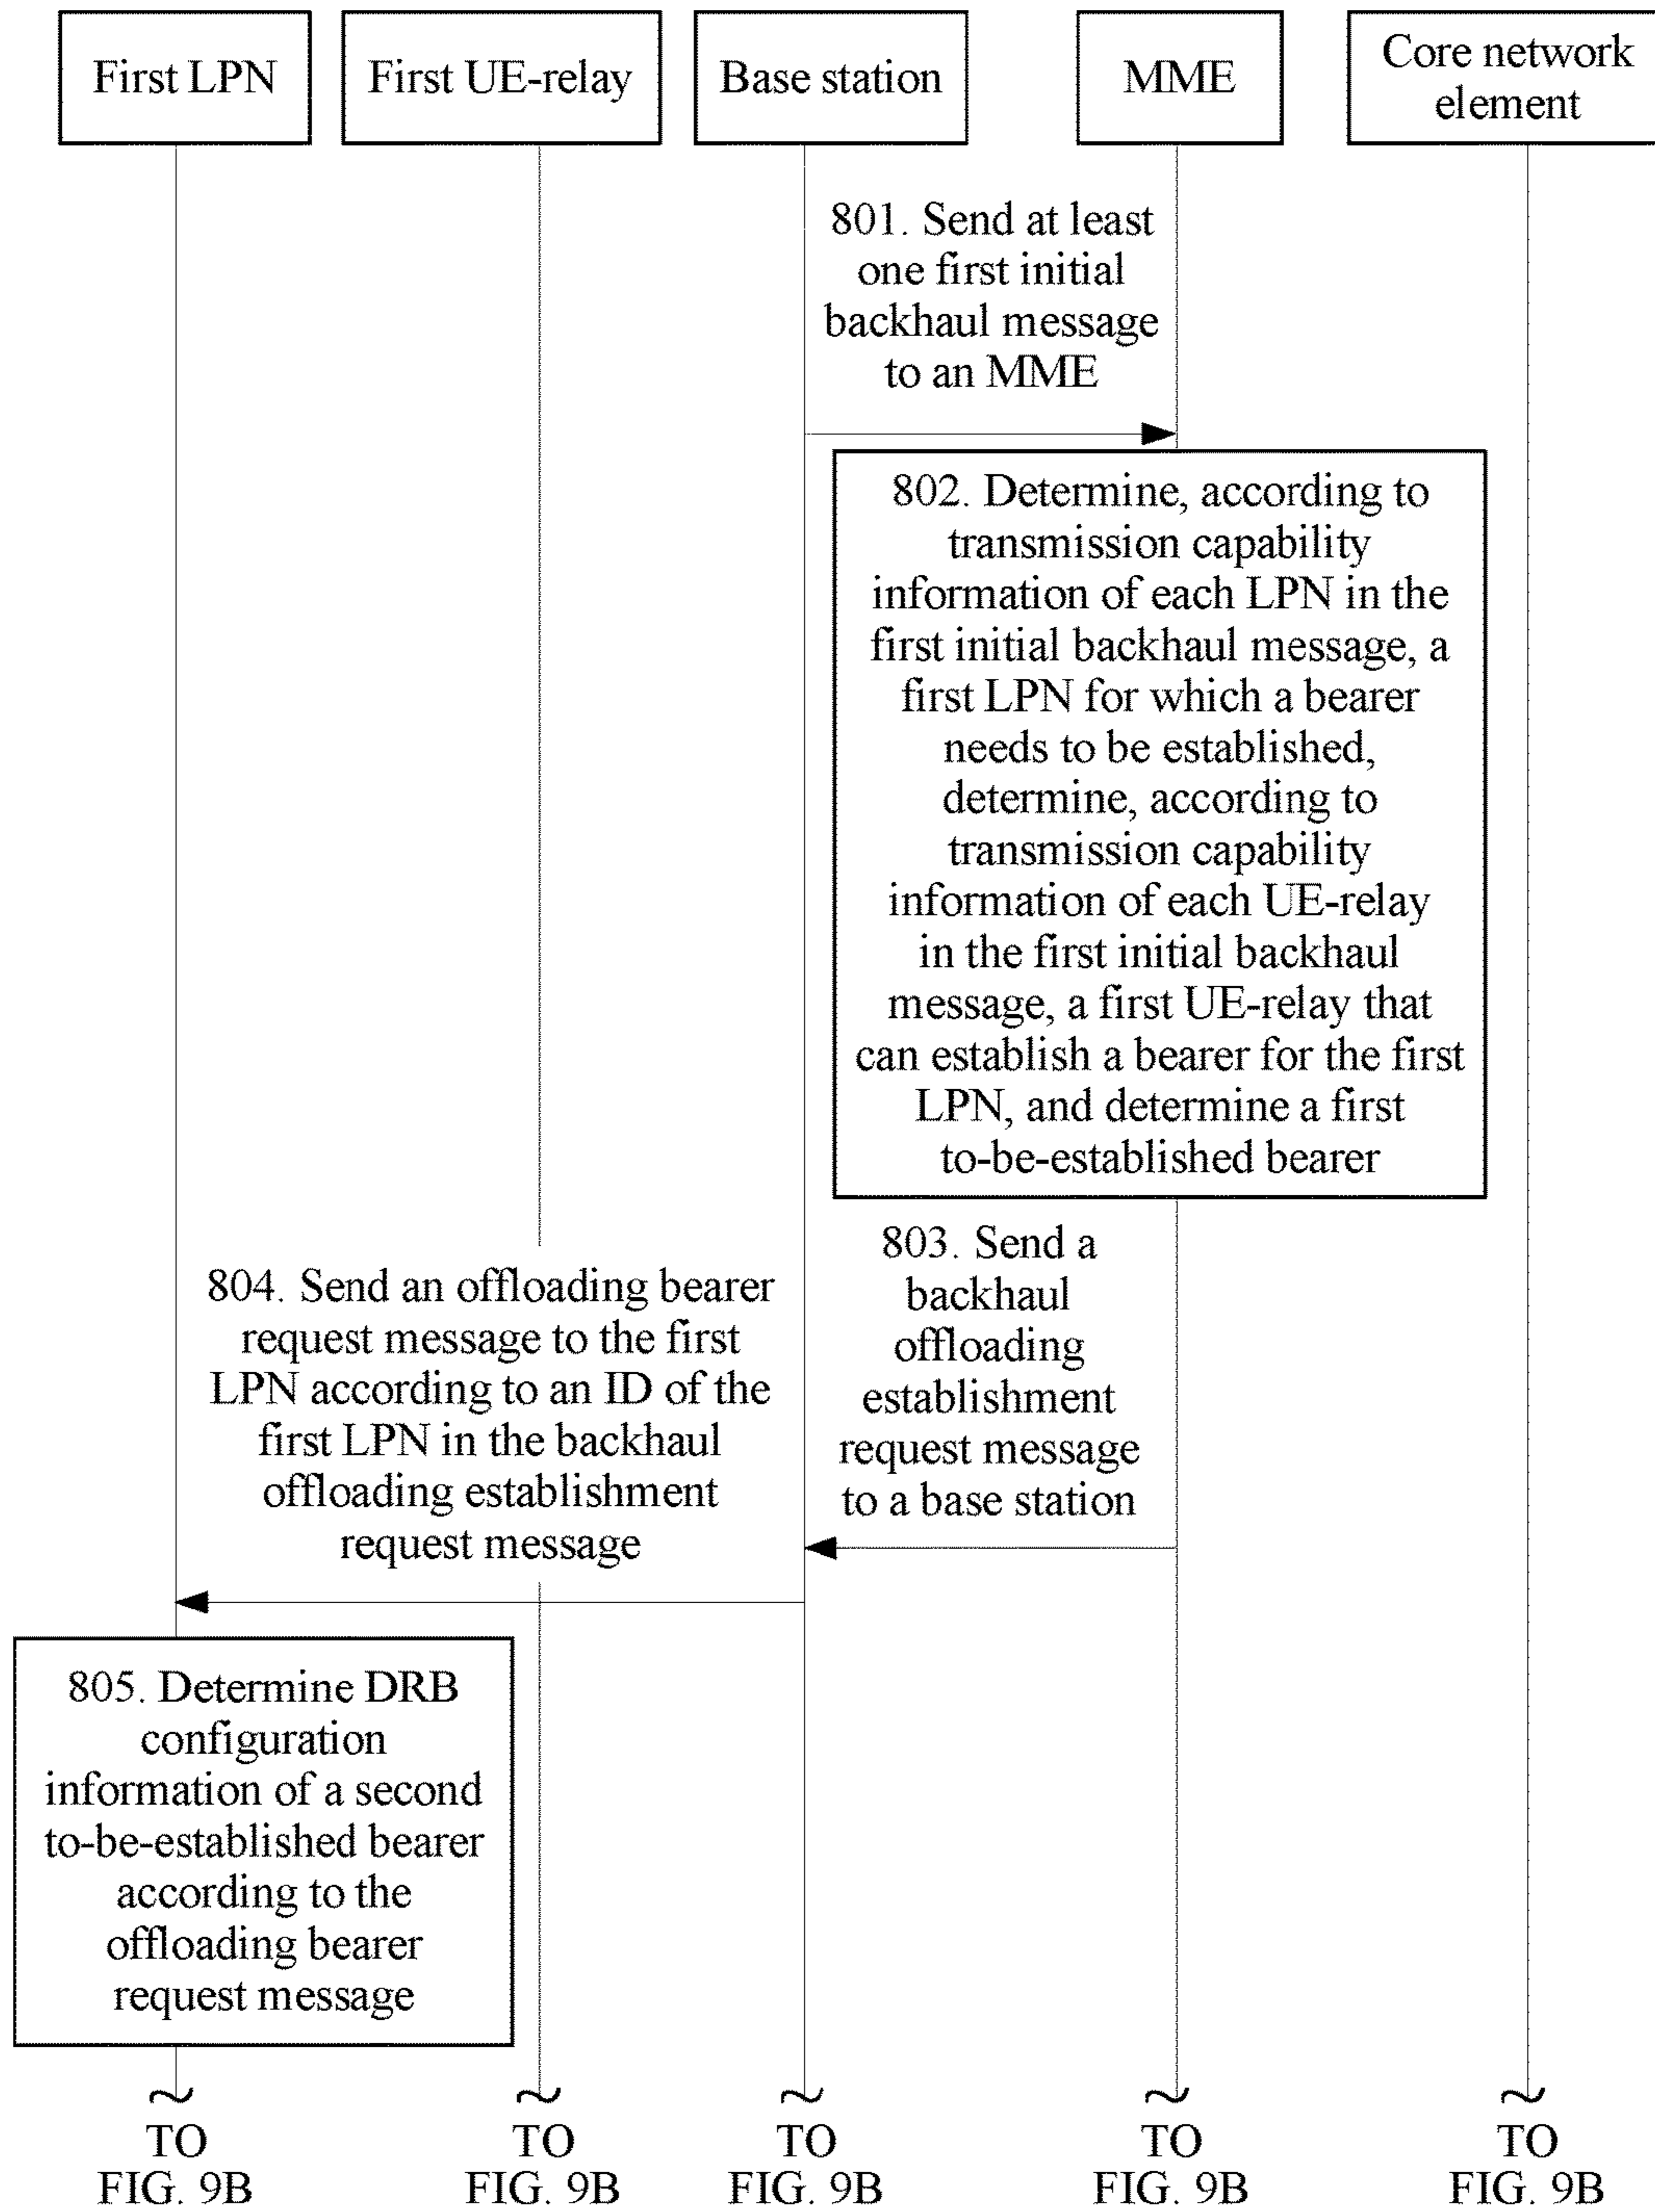 First LPN
First UE-relay
Base station
MME
Core network
element
801. Send at least
one first initial
backhaul message
to an MME
802. Determine, according to
transmission capability
information of each LPN in the
first initial backhaul message, a
first LPN for which a bearer
needs to be established,
determine, according to
transmission capability
information of each UE-relay
in the first initial backhaul
message, a first UE-relay that
can establish a bearer for the first
LPN, and determine a first
to-be-established bearer
803. Send a
backhaul
offloading
establishment
request message
to a base station
804. Send an offloading bearer
request message to the first
LPN according to an ID of the
first LPN in the backhaul
offloading establishment
request message
805. Determine DRB
configuration
information of a second
to-be-established bearer
according to the
offloading bearer
request message
TO
FIG. 9B
TO
FIG. 9B
TO
FIG. 9B
TO
FIG. 9B
TO
FIG. 9B